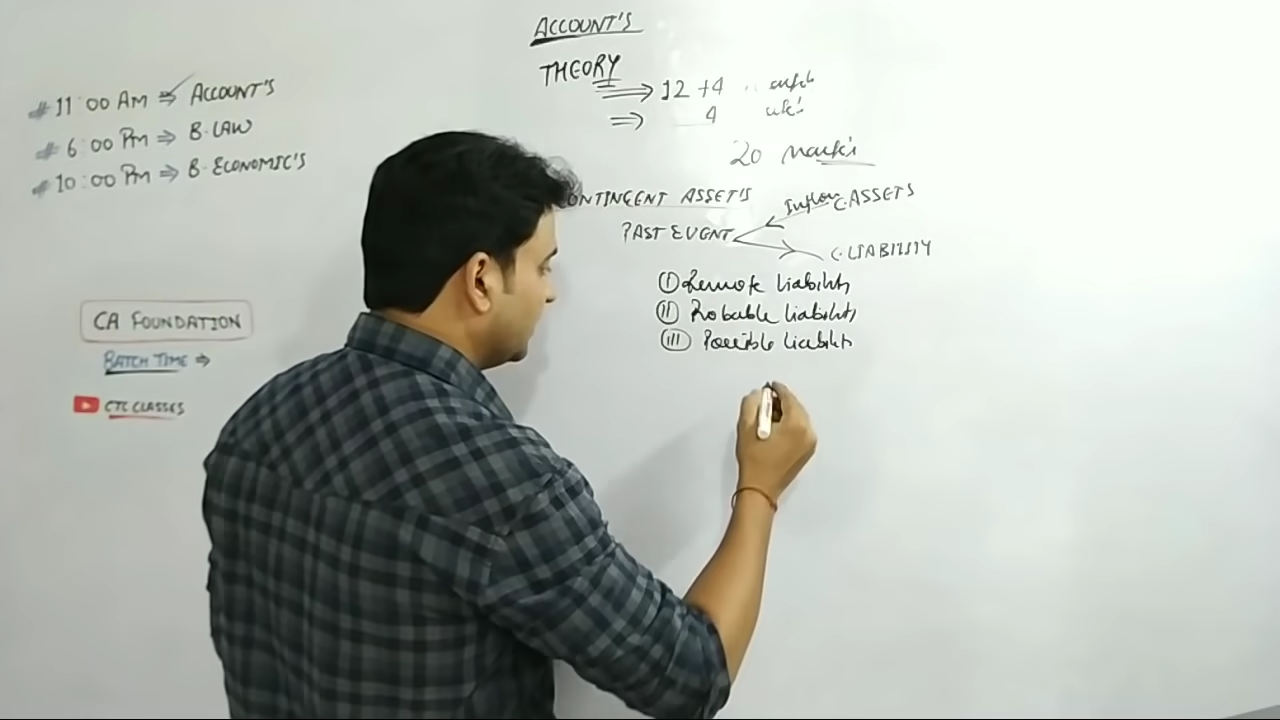 # 11:00 AM ⇒ ACCOUNT'S
# 6:00 PM ⇒ B.LAW
# 10:00 PM ⇒ B.ECONOMIC'S
CA FOUNDATION
BATCH TIME ⇒
CTC CLASSES
ACCOUNT'S
THEORY
⇒ 12 + 4
⇒ 4
20 Mark's
ONTINGENT ASSET'S
Inflow C.ASSETS
PAST EVENT
C.LIABILITY
(I) Remote liability
(II) Probable liability
(III) Possible liability